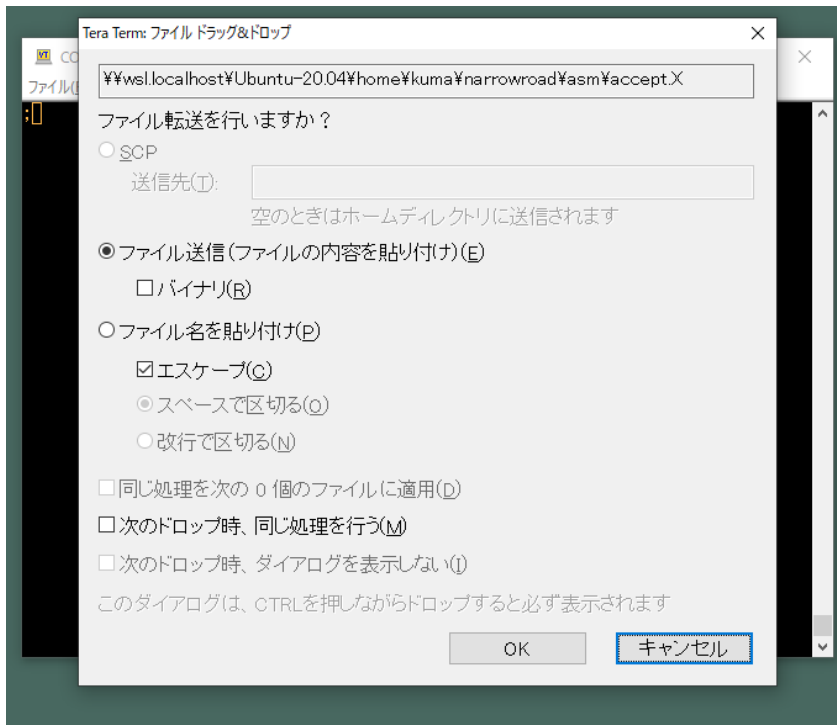 Tera Term: ファイル ドラッグ&ドロップ
CO
ファイル(
;
¥¥wsl.localhost¥Ubuntu-20.04¥home¥kuma¥narrowroad¥asm¥accept.X
ファイル転送を行いますか？
SCP
送信先(T):
空のときはホームディレクトリに送信されます
ファイル送信(ファイルの内容を貼り付け)(E)
バイナリ(R)
ファイル名を貼り付け(P)
エスケープ(C)
スペースで区切る(O)
改行で区切る(N)
同じ処理を次の 0 個のファイルに適用(D)
次のドロップ時、同じ処理を行う(M)
次のドロップ時、ダイアログを表示しない(I)
このダイアログは、CTRLを押しながらドロップすると必ず表示されます
OK
キャンセル